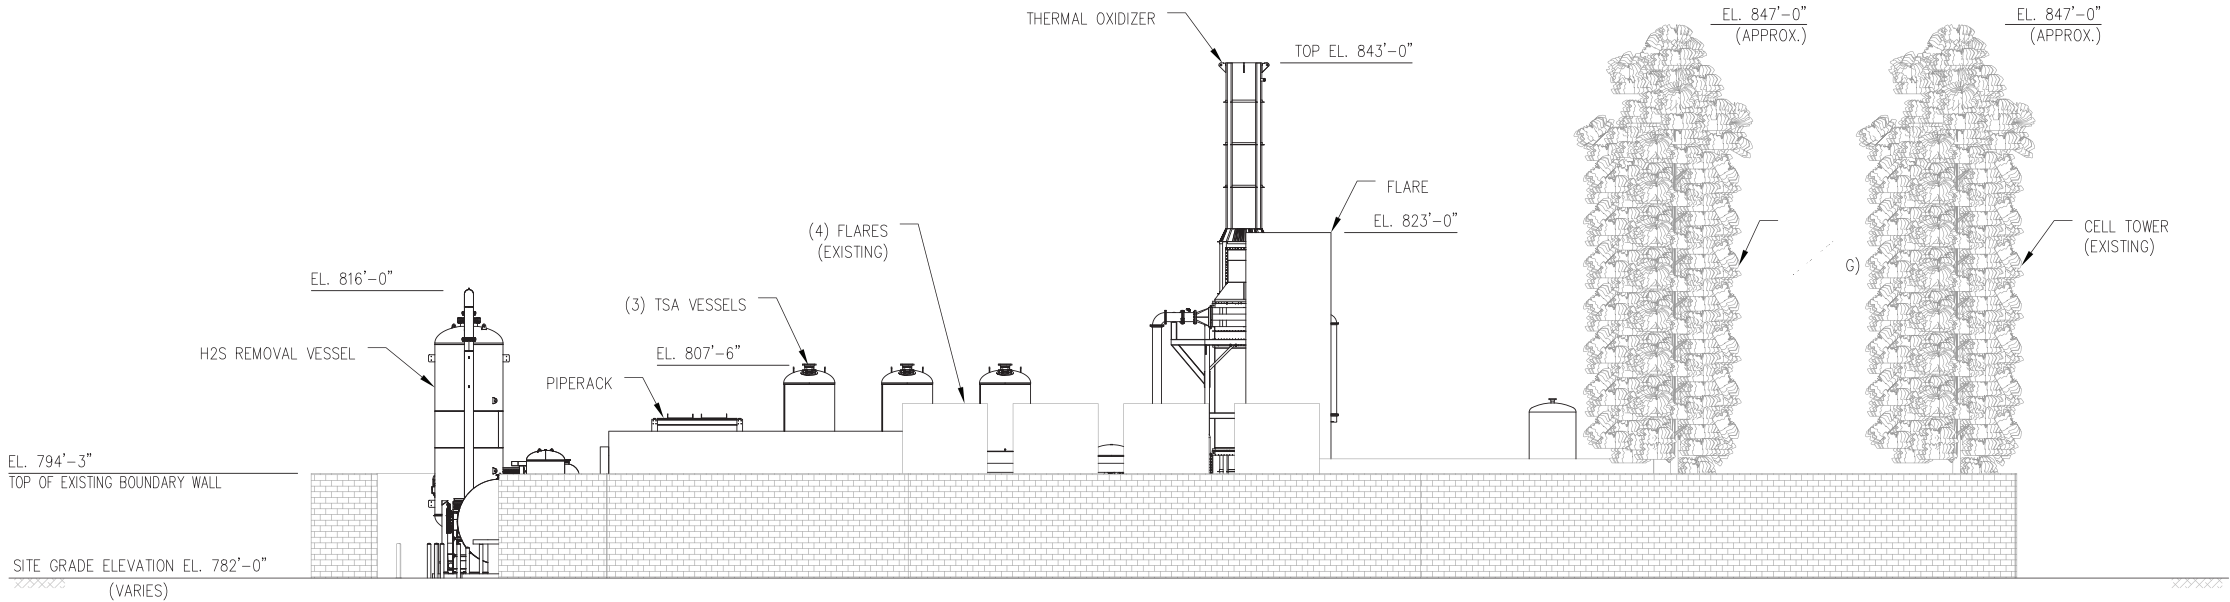 THERMAL OXIDIZER
TOP EL. 843'-0"
EL. 847'-0"
(APPROX.)
EL. 847'-0"
(APPROX.)
FLARE
EL. 823'-0"
(4) FLARES
(EXISTING)
CELL TOWER
(EXISTING)
G)
EL. 816'-0"
(3) TSA VESSELS
H2S REMOVAL VESSEL
EL. 807'-6"
PIPERACK
EL. 794'-3"
TOP OF EXISTING BOUNDARY WALL
SITE GRADE ELEVATION EL. 782'-0"
(VARIES)